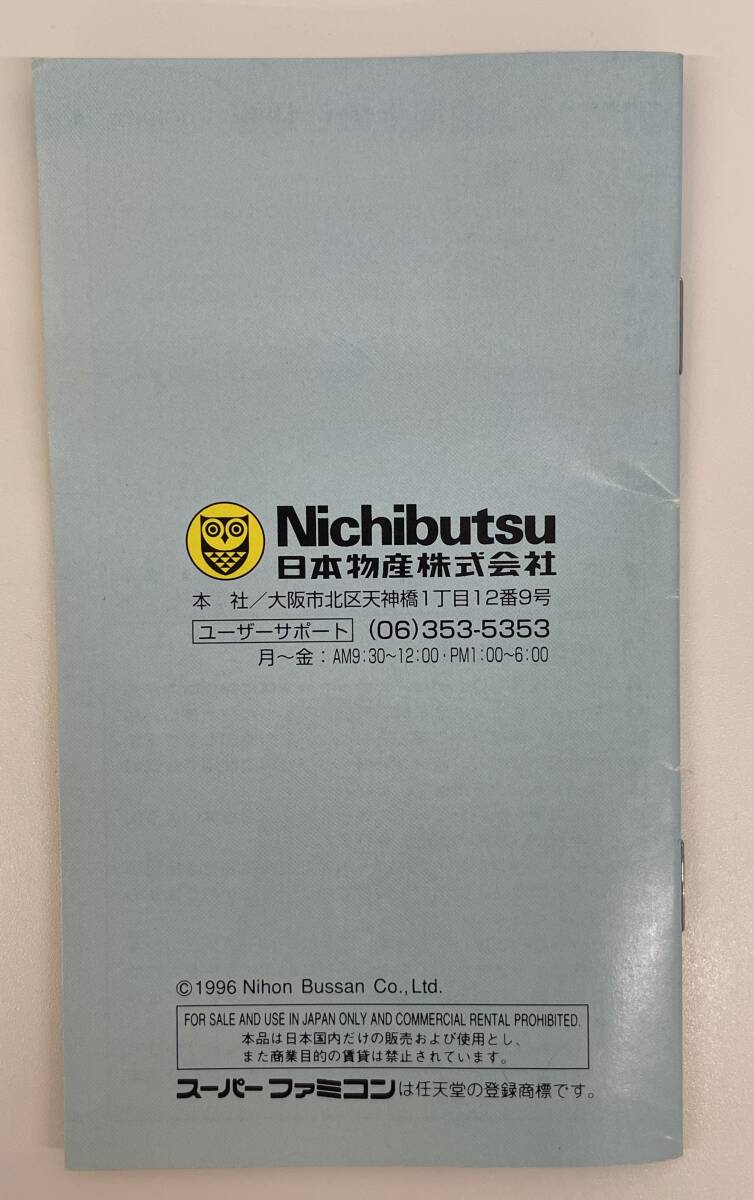 Nichibutsu
日本物産株式会社
本 社/大阪市北区天神橋1丁目12番9号
ユーザーサポート (06)353-5353
月~金:AM9:30~12:00・PM1:00~6:00
©1996 Nihon Bussan Co.,Ltd.
FOR SALE AND USE IN JAPAN ONLY AND COMMERCIAL RENTAL PROHIBITED.
本品は日本国内だけの販売および使用とし、
また商業目的の賃貸は禁止されています。
スーパーファミコンは任天堂の登録商標です。